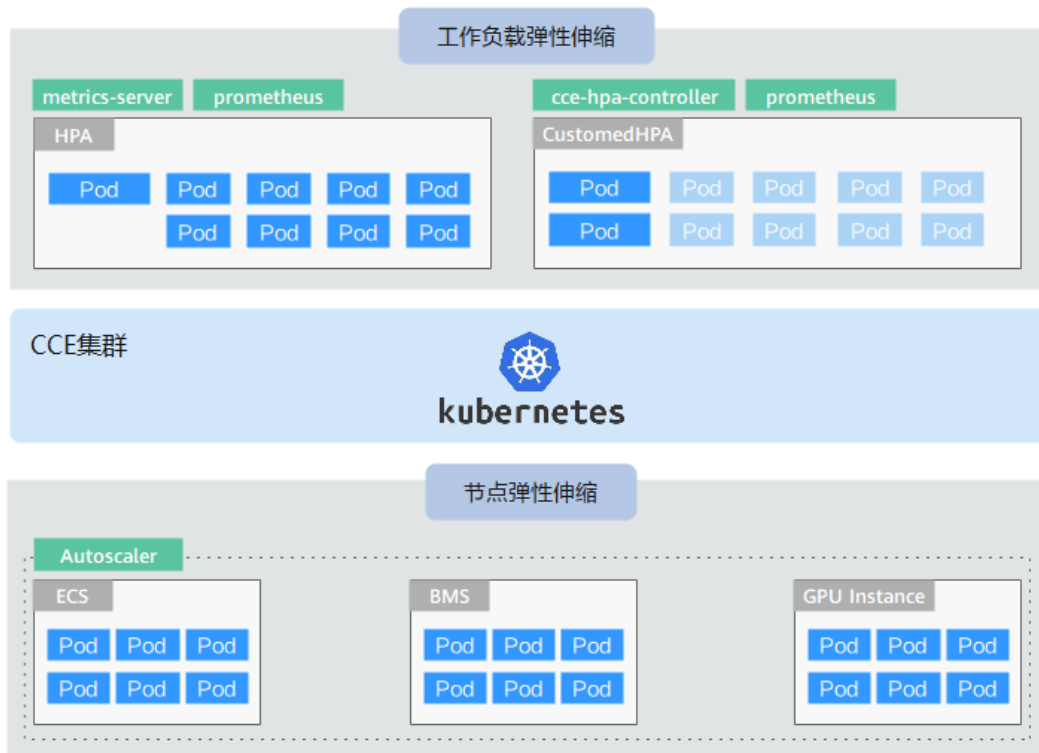 工作负载弹性伸缩
metrics-server prometheus cce-hpa-controller prometheus
HPA CustomedHPA
Pod Pod Pod Pod Pod Pod Pod Pod Pod Pod
Pod Pod Pod Pod Pod Pod Pod Pod Pod
CCE集群
kubernetes
节点弹性伸缩
Autoscaler
ECS BMS GPU Instance
Pod Pod Pod Pod Pod Pod Pod Pod Pod
Pod Pod Pod Pod Pod Pod Pod Pod Pod